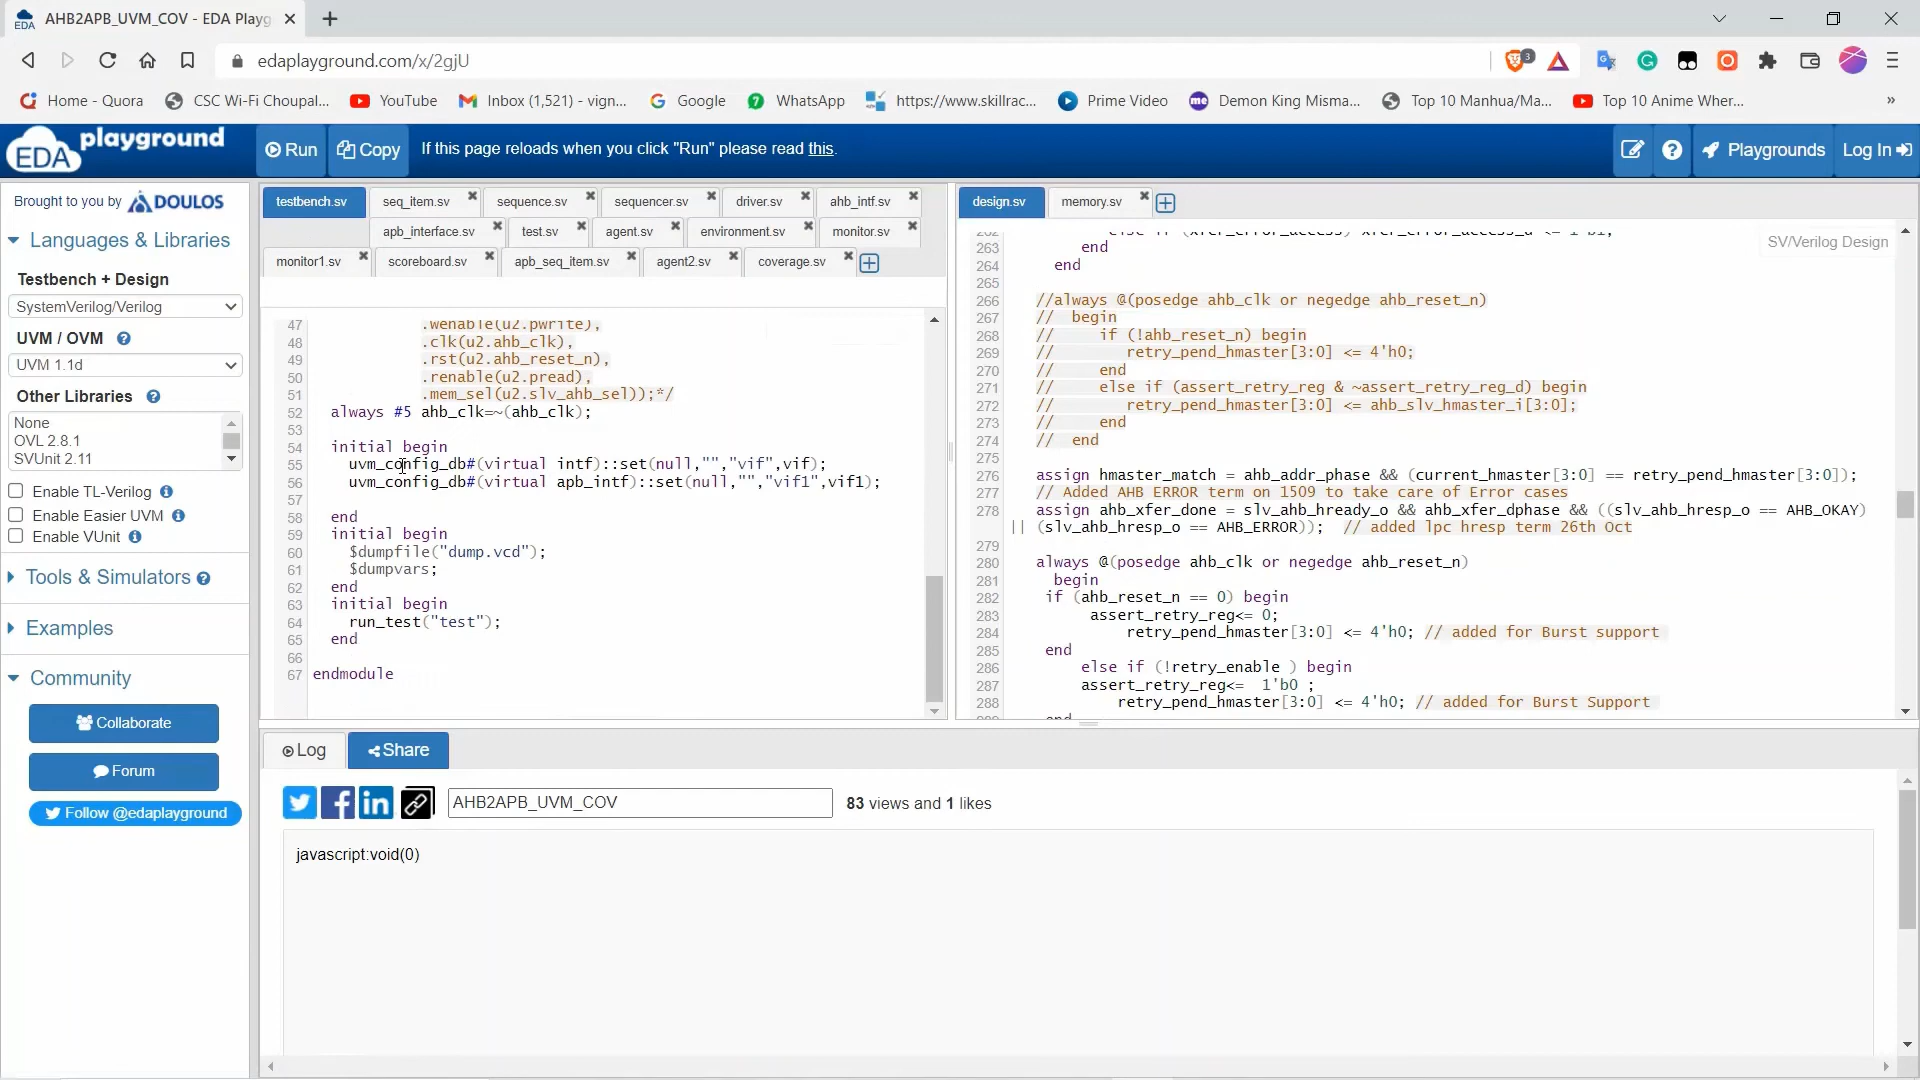 AHB2APB_UVM_COV - EDA Playg
edaplayground.com/x/2gjU
Home - Quora
CSC Wi-Fi Choupal...
YouTube
Inbox (1,521) - vign...
Google
WhatsApp
https://www.skillrac...
Prime Video
Demon King Misma...
Top 10 Manhua/Ma...
Top 10 Anime Wher...
EDA playground
Run
Copy
If this page reloads when you click "Run" please read this.
Playgrounds
Log In
Brought to you by DOULOS
Languages & Libraries
Testbench + Design
SystemVerilog/Verilog
UVM / OVM
UVM 1.1d
Other Libraries
None
OVL 2.8.1
SVUnit 2.11
Enable TL-Verilog
Enable Easier UVM
Enable VUnit
Tools & Simulators
Examples
Community
Collaborate
Forum
Follow @edaplayground
testbench.sv seq_item.sv sequence.sv sequencer.sv driver.sv ahb_intf.sv
apb_interface.sv test.sv agent.sv environment.sv monitor.sv
monitor1.sv scoreboard.sv apb_seq_item.sv agent2.sv coverage.sv
47 .wenable(u2.pwrite),
48 .clk(u2.ahb_clk),
49 .rst(u2.ahb_reset_n),
50 .renable(u2.pread),
51 .mem_sel(u2.slv_ahb_sel));*/
52 always #5 ahb_clk=~(ahb_clk);
53
54 initial begin
55 uvm_config_db#(virtual intf)::set(null,"","vif",vif);
56 uvm_config_db#(virtual apb_intf)::set(null,"","vif1",vif1);
57
58 end
59 initial begin
60 $dumpfile("dump.vcd");
61 $dumpvars;
62 end
63 initial begin
64 run_test("test");
65 end
66
67 endmodule
design.sv memory.sv
SV/Verilog Design
262 else if (xfer_error_access) xfer_error_access_d <= 1'b1;
263 end
264 end
265
266 //always @(posedge ahb_clk or negedge ahb_reset_n)
267 // begin
268 // if (!ahb_reset_n) begin
269 // retry_pend_hmaster[3:0] <= 4'h0;
270 // end
271 // else if (assert_retry_reg & ~assert_retry_reg_d) begin
272 // retry_pend_hmaster[3:0] <= ahb_slv_hmaster_i[3:0];
273 // end
274 // end
275
276 assign hmaster_match = ahb_addr_phase && (current_hmaster[3:0] == retry_pend_hmaster[3:0]);
277 // Added AHB ERROR term on 1509 to take care of Error cases
278 assign ahb_xfer_done = slv_ahb_hready_o && ahb_xfer_dphase && ((slv_ahb_hresp_o == AHB_OKAY)
|| (slv_ahb_hresp_o == AHB_ERROR)); // added lpc hresp term 26th Oct
279
280 always @(posedge ahb_clk or negedge ahb_reset_n)
281 begin
282 if (ahb_reset_n == 0) begin
283 assert_retry_reg<= 0;
284 retry_pend_hmaster[3:0] <= 4'h0; // added for Burst support
285 end
286 else if (!retry_enable ) begin
287 assert_retry_reg<= 1'b0 ;
288 retry_pend_hmaster[3:0] <= 4'h0; // added for Burst Support
289 end
Log
Share
AHB2APB_UVM_COV
83 views and 1 likes
javascript:void(0)